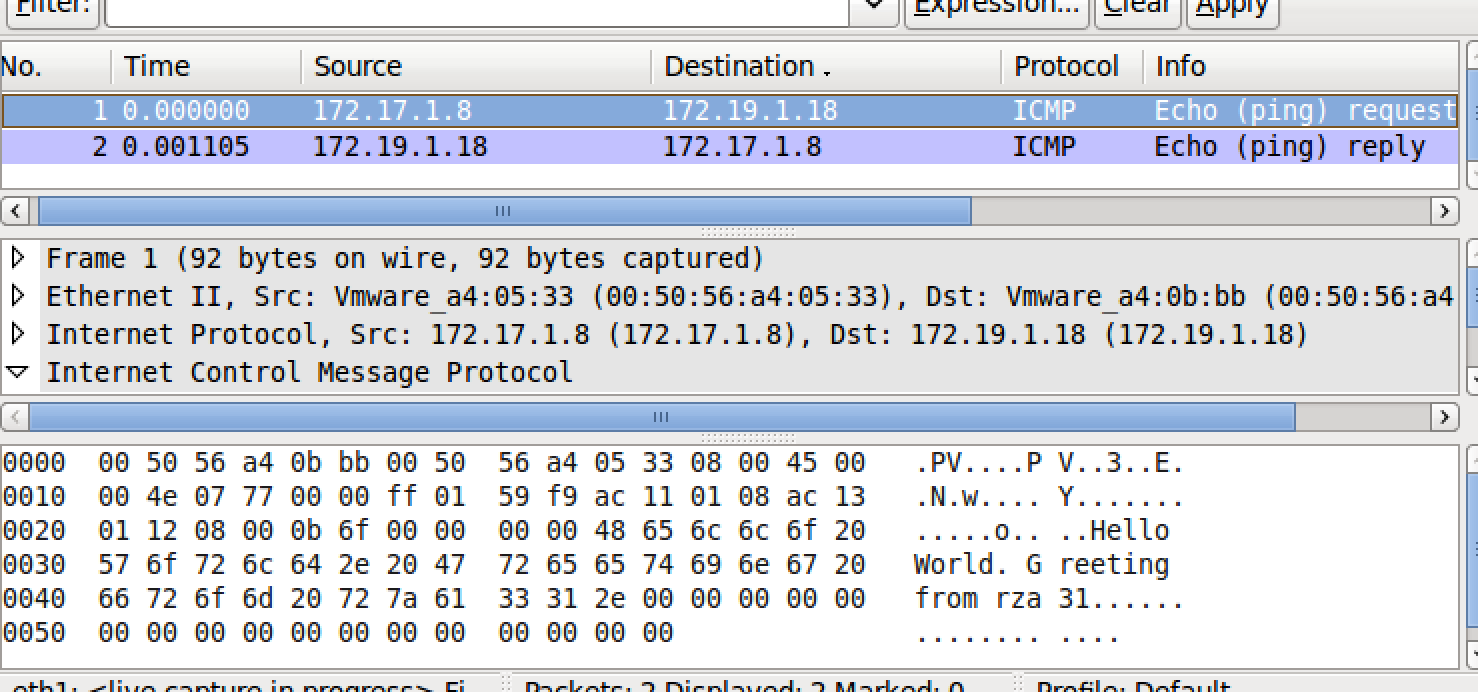 Filter: Expression... Clear Apply
No. Time Source Destination . Protocol Info
1 0.000000 172.17.1.8 172.19.1.18 ICMP Echo (ping) request
2 0.001105 172.19.1.18 172.17.1.8 ICMP Echo (ping) reply
Frame 1 (92 bytes on wire, 92 bytes captured)
Ethernet II, Src: Vmware_a4:05:33 (00:50:56:a4:05:33), Dst: Vmware_a4:0b:bb (00:50:56:a4
Internet Protocol, Src: 172.17.1.8 (172.17.1.8), Dst: 172.19.1.18 (172.19.1.18)
Internet Control Message Protocol
0000 00 50 56 a4 0b bb 00 50 56 a4 05 33 08 00 45 00 .PV....P V..3..E.
0010 00 4e 07 77 00 00 ff 01 59 f9 ac 11 01 08 ac 13 .N.w.... Y.......
0020 01 12 08 00 0b 6f 00 00 00 00 48 65 6c 6c 6f 20 .....o.. ..Hello
0030 57 6f 72 6c 64 2e 20 47 72 65 65 74 69 6e 67 20 World. G reeting
0040 66 72 6f 6d 20 72 7a 61 33 31 2e 00 00 00 00 00 from rza 31......
0050 00 00 00 00 00 00 00 00 00 00 00 00 ........ ....
eth1: <live capture in progress> Fi Packets: 2 Displayed: 2 Marked: 0 Profile: Default